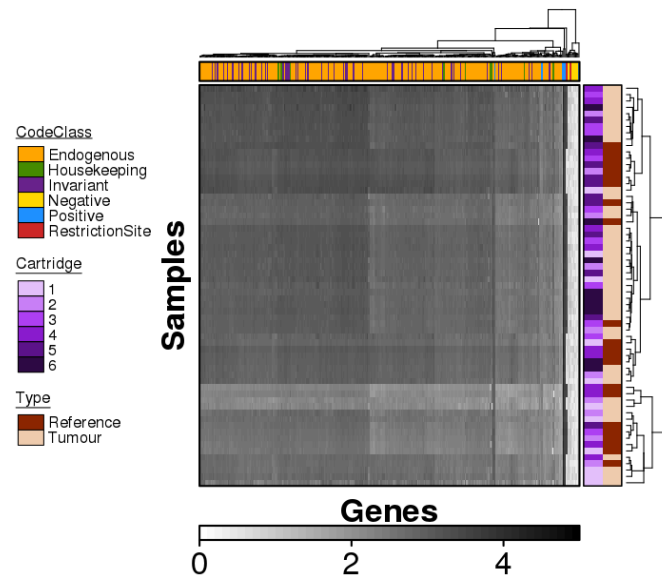 CodeClass
Endogenous
Housekeeping
Invariant
Negative
Positive
RestrictionSite
Cartridge
1
2
3
4
5
6
Type
Reference
Tumour
Samples
Genes
0 2 4